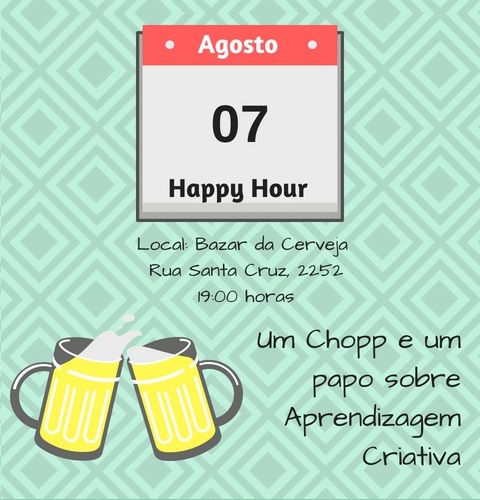 Agosto
07
Happy Hour
Local: Bazar da Cerveja
Rua Santa Cruz, 2252
19:00 horas
Um Chopp e um
papo sobre
Aprendizagem
Criativa